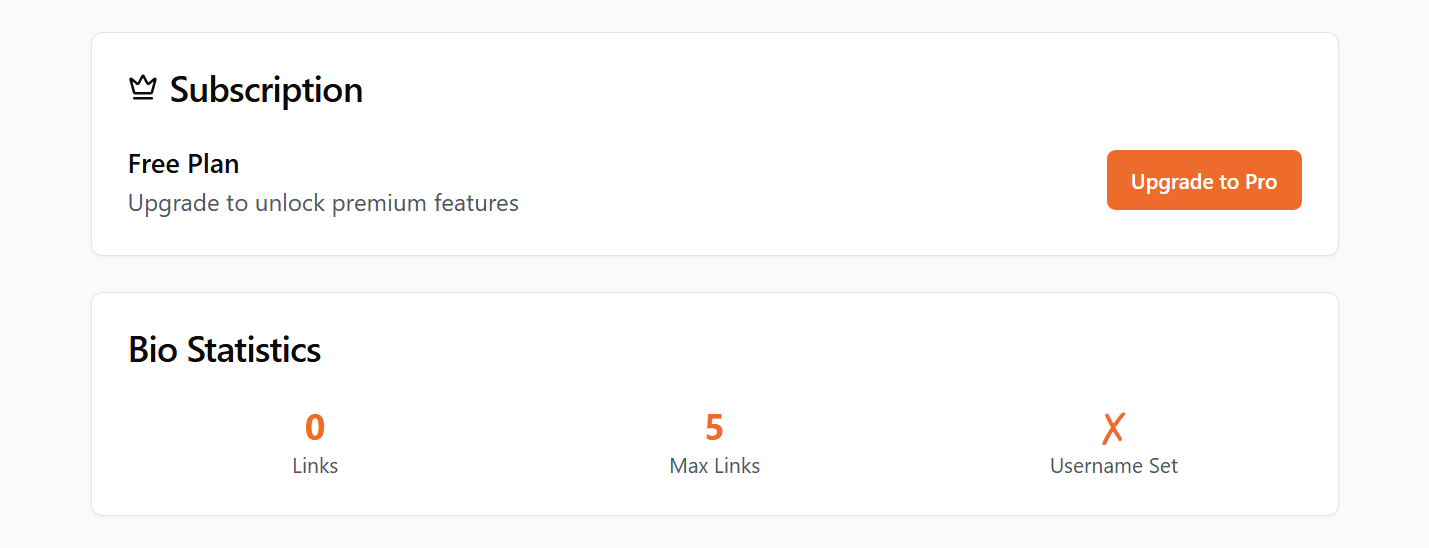 Subscription
Free Plan
Upgrade to unlock premium features
Upgrade to Pro
Bio Statistics
0
Links
5
Max Links
✗
Username Set